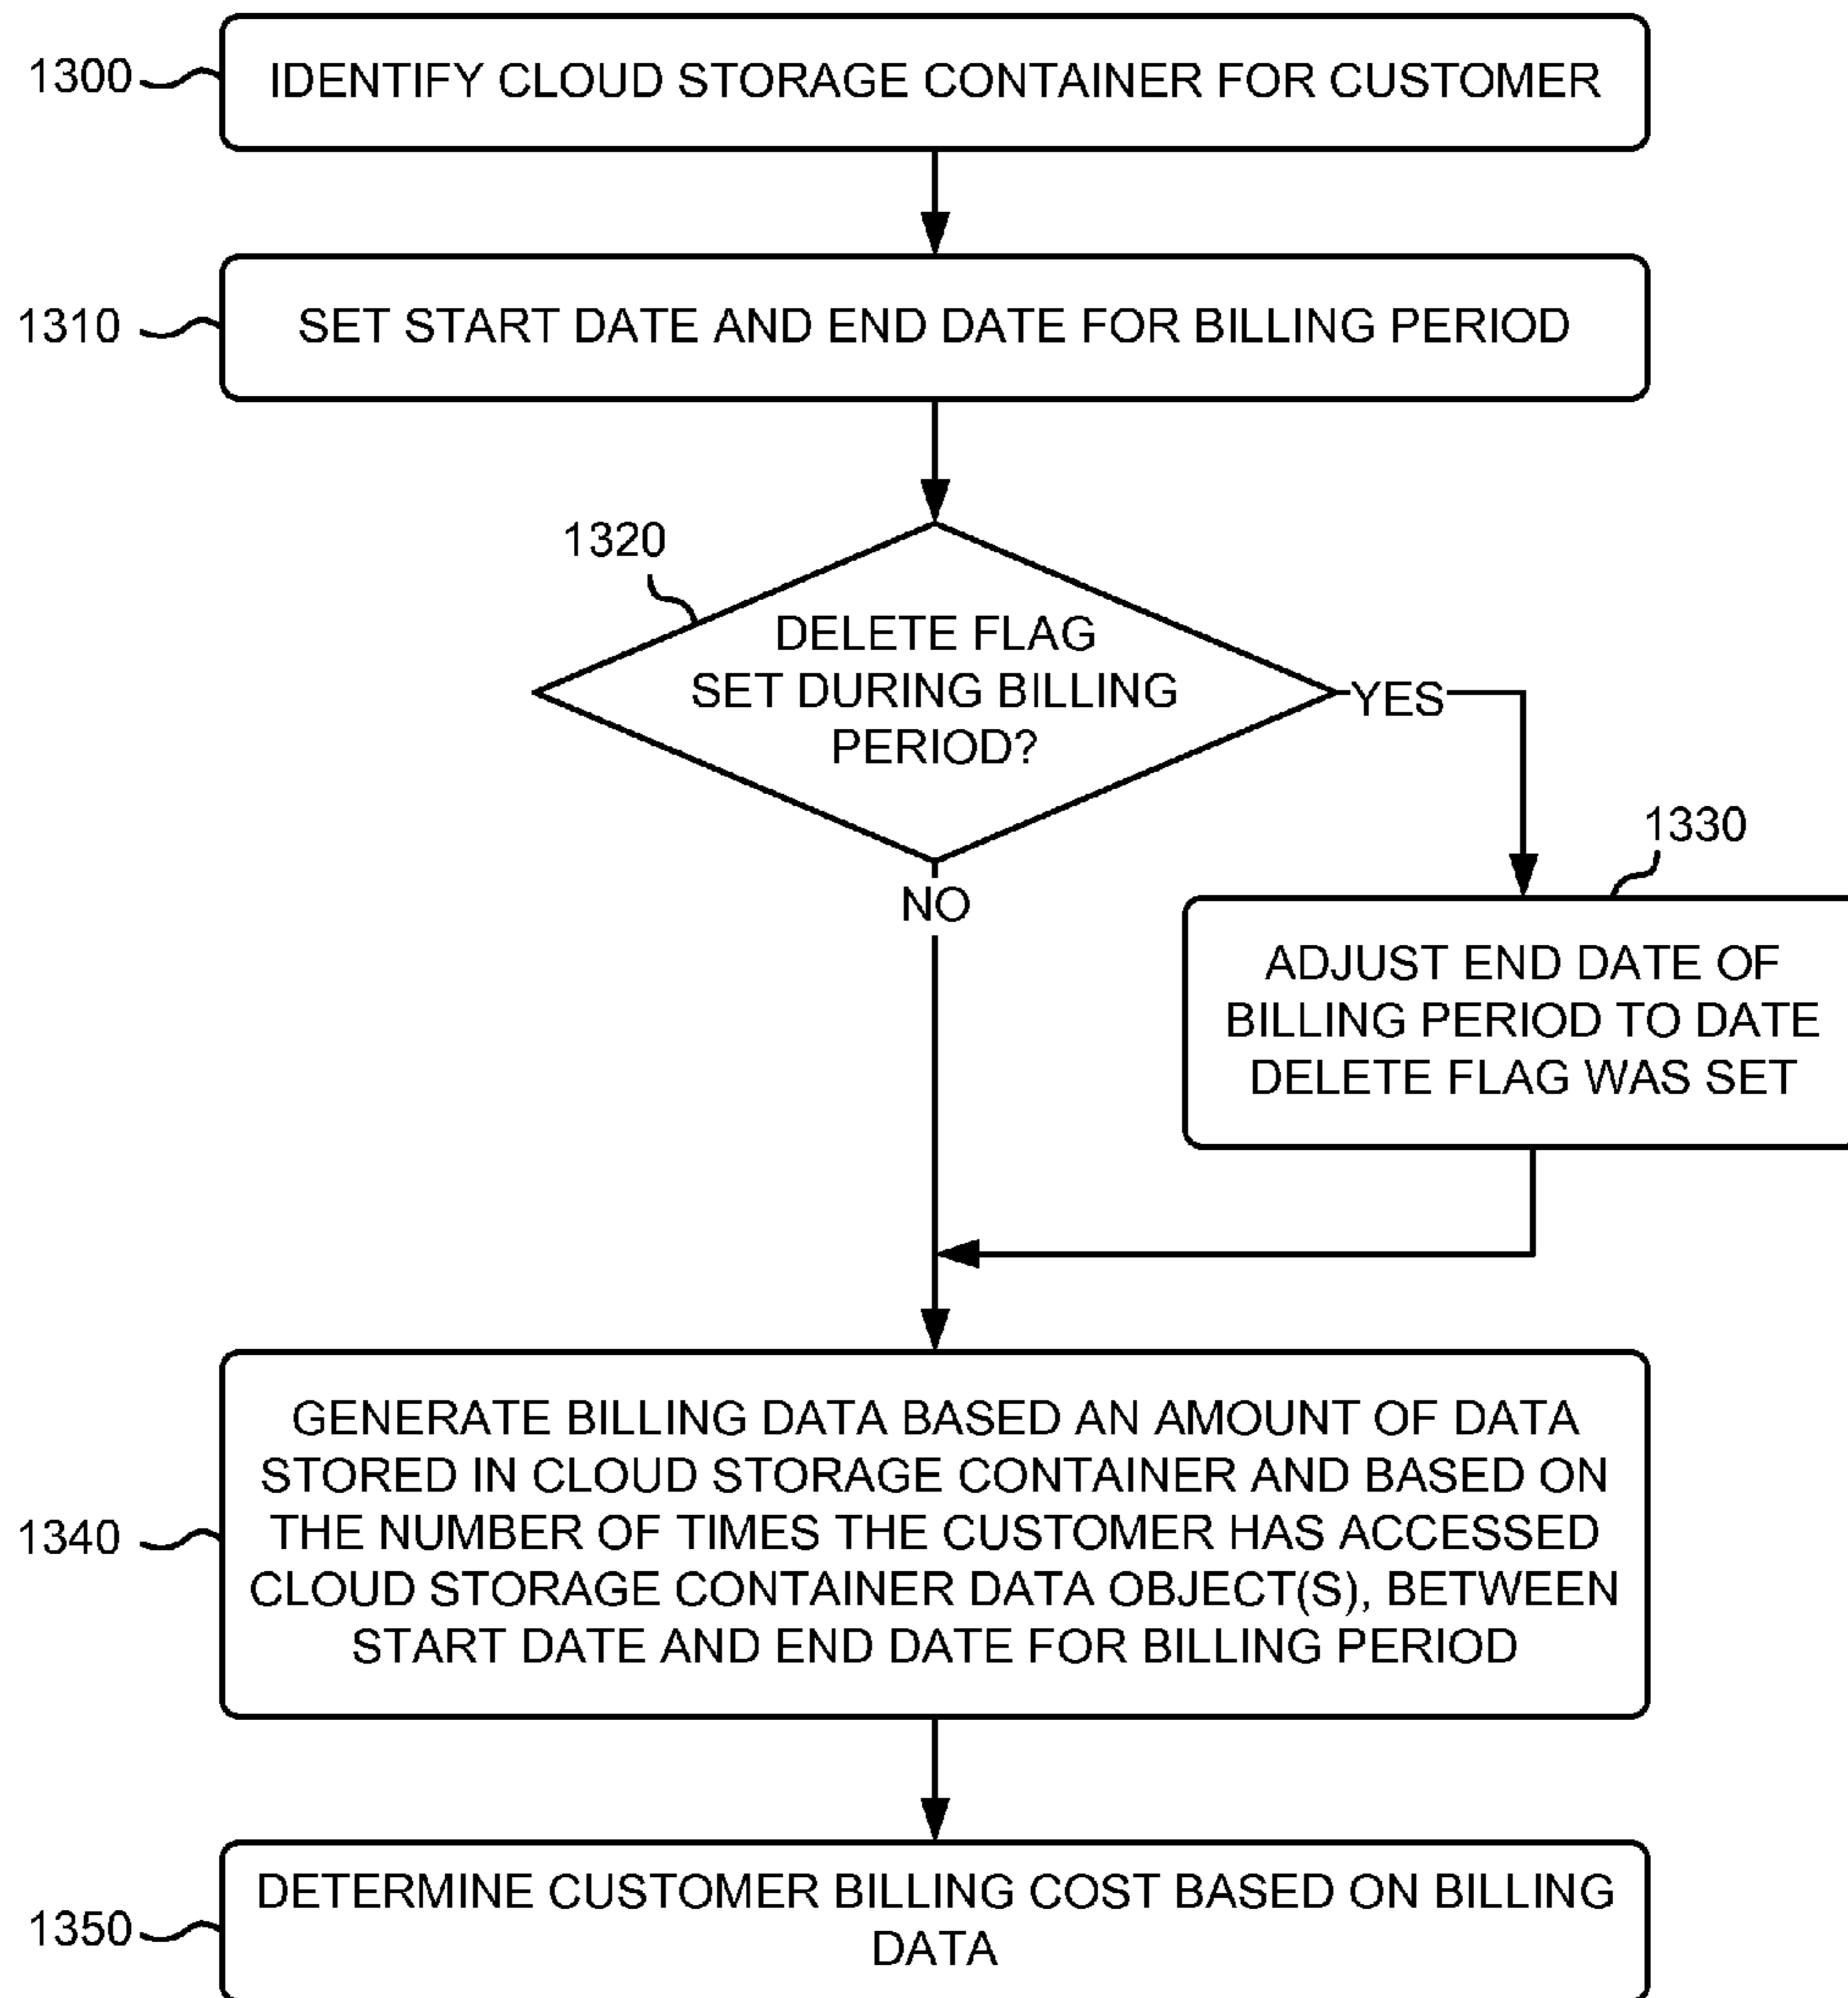 1300
IDENTIFY CLOUD STORAGE CONTAINER FOR CUSTOMER
1310
SET START DATE AND END DATE FOR BILLING PERIOD
1320
DELETE FLAG
SET DURING BILLING
PERIOD?
YES
NO
1330
ADJUST END DATE OF
BILLING PERIOD TO DATE
DELETE FLAG WAS SET
1340
GENERATE BILLING DATA BASED AN AMOUNT OF DATA
STORED IN CLOUD STORAGE CONTAINER AND BASED ON
THE NUMBER OF TIMES THE CUSTOMER HAS ACCESSED
CLOUD STORAGE CONTAINER DATA OBJECT(S), BETWEEN
START DATE AND END DATE FOR BILLING PERIOD
1350
DETERMINE CUSTOMER BILLING COST BASED ON BILLING
DATA